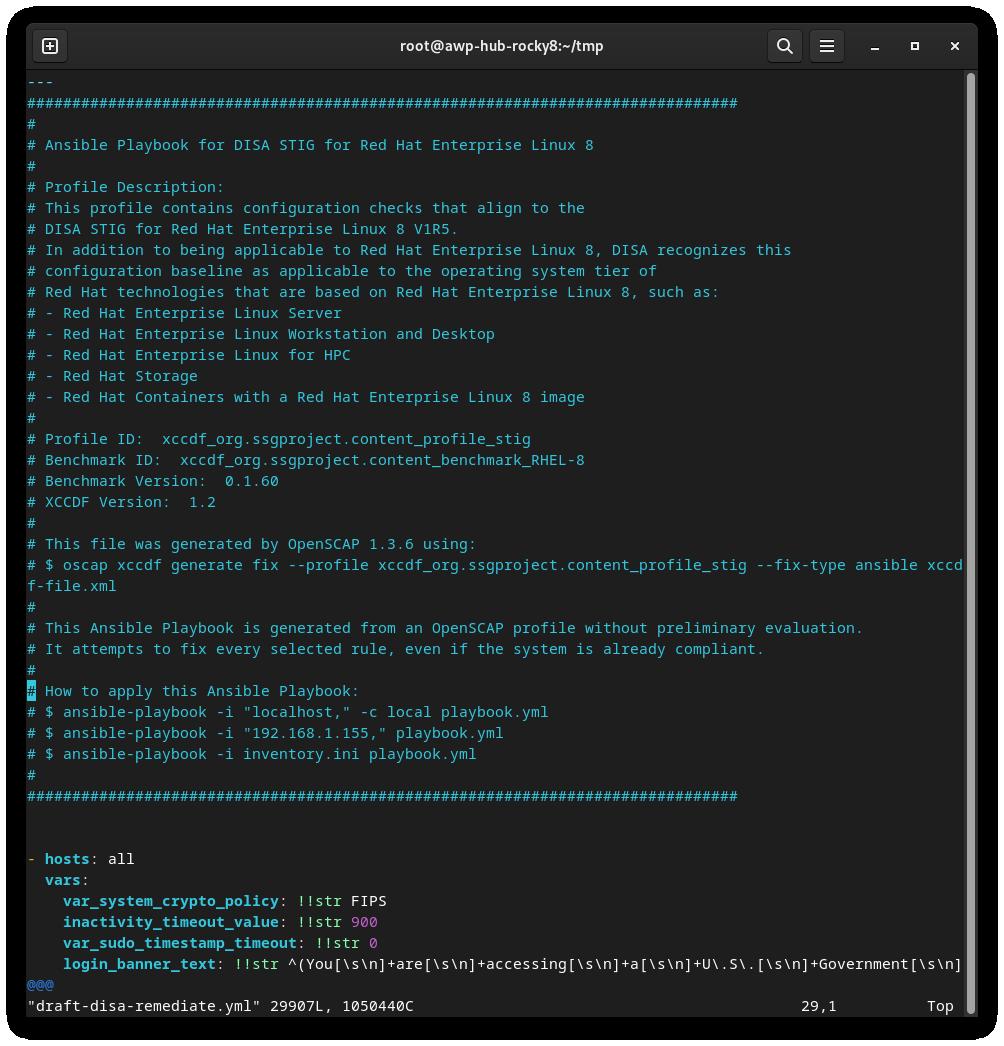 root@awp-hub-rocky8:~/tmp
---
###############################################################################
#
# Ansible Playbook for DISA STIG for Red Hat Enterprise Linux 8
#
# Profile Description:
# This profile contains configuration checks that align to the
# DISA STIG for Red Hat Enterprise Linux 8 V1R5.
# In addition to being applicable to Red Hat Enterprise Linux 8, DISA recognizes this
# configuration baseline as applicable to the operating system tier of
# Red Hat technologies that are based on Red Hat Enterprise Linux 8, such as:
# - Red Hat Enterprise Linux Server
# - Red Hat Enterprise Linux Workstation and Desktop
# - Red Hat Enterprise Linux for HPC
# - Red Hat Storage
# - Red Hat Containers with a Red Hat Enterprise Linux 8 image
#
# Profile ID:  xccdf_org.ssgproject.content_profile_stig
# Benchmark ID:  xccdf_org.ssgproject.content_benchmark_RHEL-8
# Benchmark Version:  0.1.60
# XCCDF Version:  1.2
#
# This file was generated by OpenSCAP 1.3.6 using:
# $ oscap xccdf generate fix --profile xccdf_org.ssgproject.content_profile_stig --fix-type ansible xccd
f-file.xml
#
# This Ansible Playbook is generated from an OpenSCAP profile without preliminary evaluation.
# It attempts to fix every selected rule, even if the system is already compliant.
#
# How to apply this Ansible Playbook:
# $ ansible-playbook -i "localhost," -c local playbook.yml
# $ ansible-playbook -i "192.168.1.155," playbook.yml
# $ ansible-playbook -i inventory.ini playbook.yml
#
###############################################################################
- hosts: all
  vars:
    var_system_crypto_policy: !!str FIPS
    inactivity_timeout_value: !!str 900
    var_sudo_timestamp_timeout: !!str 0
    login_banner_text: !!str ^(You[\s\n]+are[\s\n]+accessing[\s\n]+a[\s\n]+U\.S\.[\s\n]+Government[\s\n]
@@@
"draft-disa-remediate.yml" 29907L, 1050440C 29,1 Top